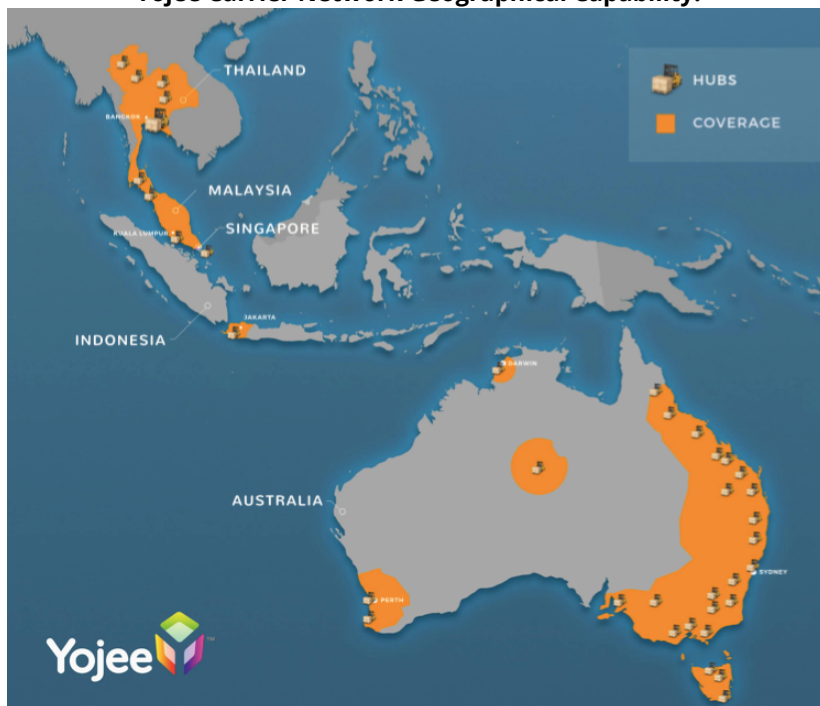 Yojee Carrier Network Geographical Capability:
THAILAND
HUBS
BANGKOK
COVERAGE
MALAYSIA
KUALA LUMPUR
SINGAPORE
JAKARTA
INDONESIA
DARWIN
AUSTRALIA
SYDNEY
PERTH
Yojee™